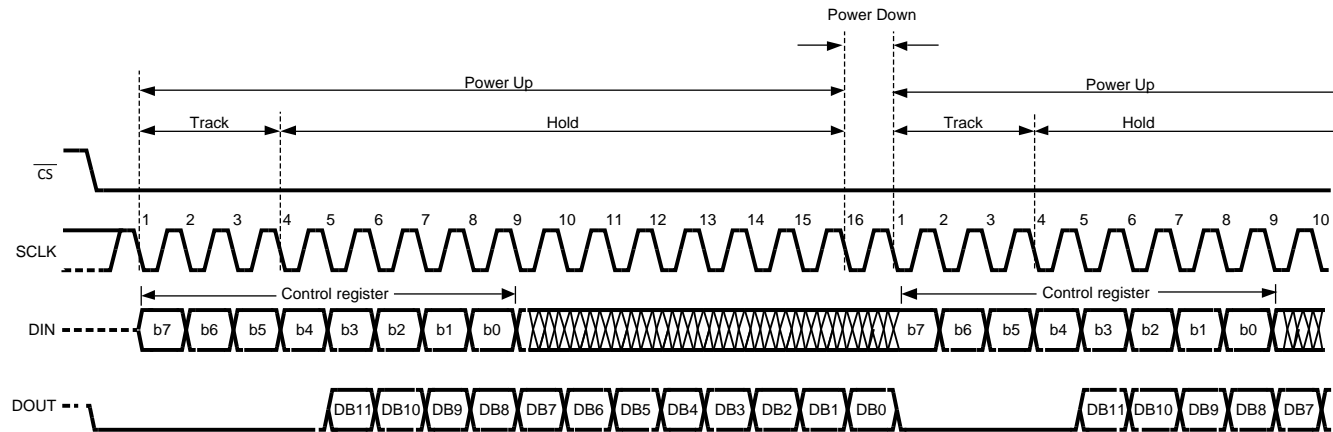 Power Down
Power Up Power Up
Track Hold Track Hold
CS
1 2 3 4 5 6 7 8 9 10 11 12 13 14 15 16 1 2 3 4 5 6 7 8 9 10
SCLK
Control register Control register
DIN b7 b6 b5 b4 b3 b2 b1 b0 b7 b6 b5 b4 b3 b2 b1 b0
DOUT DB11 DB10 DB9 DB8 DB7 DB6 DB5 DB4 DB3 DB2 DB1 DB0 DB11 DB10 DB9 DB8 DB7